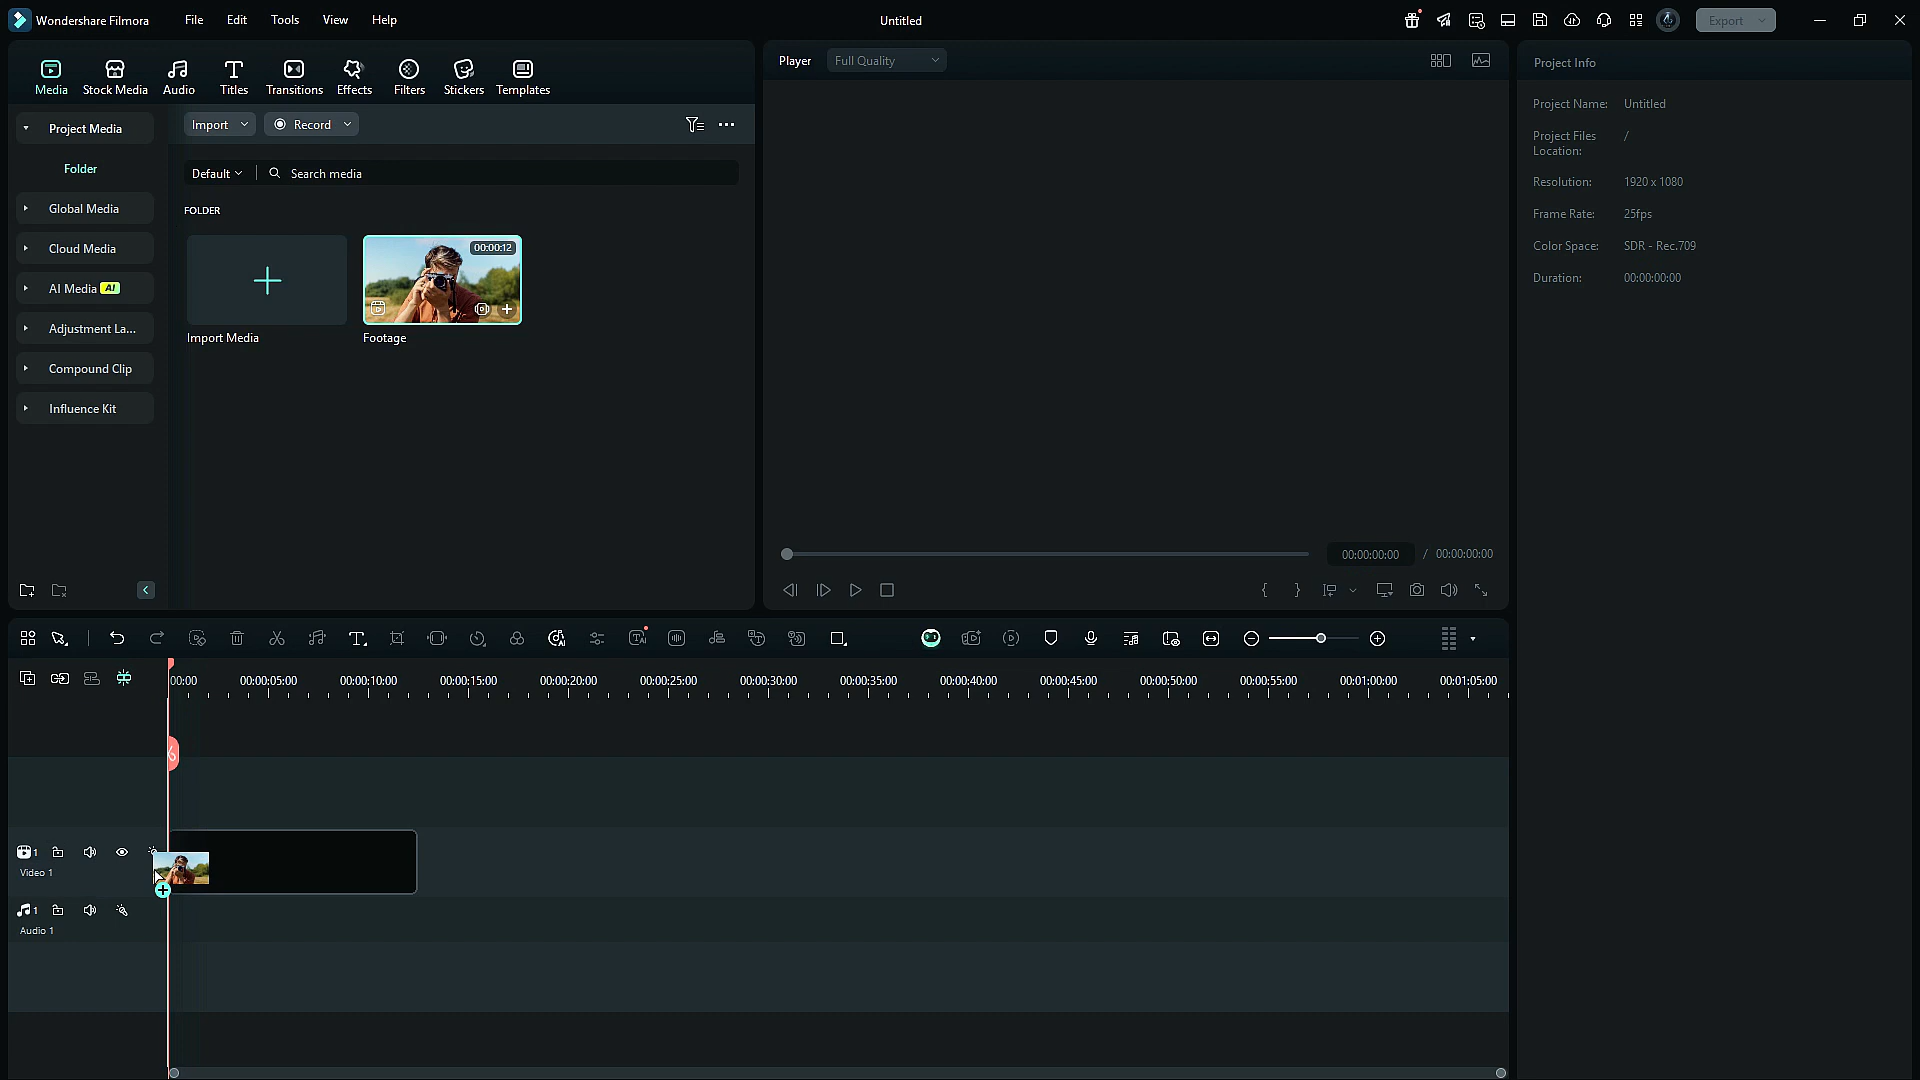 Wondershare Filmora
File
Edit
Tools
View
Help
Untitled
Export
Media
Stock Media
Audio
Titles
Transitions
Effects
Filters
Stickers
Templates
Player
Full Quality
Project Info
Project Media
Import
Record
Project Name: Untitled
Project Files Location: /
Folder
Default
Search media
Resolution: 1920 x 1080
Global Media
FOLDER
Frame Rate: 25fps
Cloud Media
00:00:12
Color Space: SDR - Rec.709
AI Media AI
Duration: 00:00:00:00
Adjustment La...
Import Media
Footage
Compound Clip
Influence Kit
00:00:00:00 / 00:00:00:00
00:00 00:00:05:00 00:00:10:00 00:00:15:00 00:00:20:00 00:00:25:00 00:00:30:00 00:00:35:00 00:00:40:00 00:00:45:00 00:00:50:00 00:00:55:00 00:01:00:00 00:01:05:00
1
Video 1
1
Audio 1